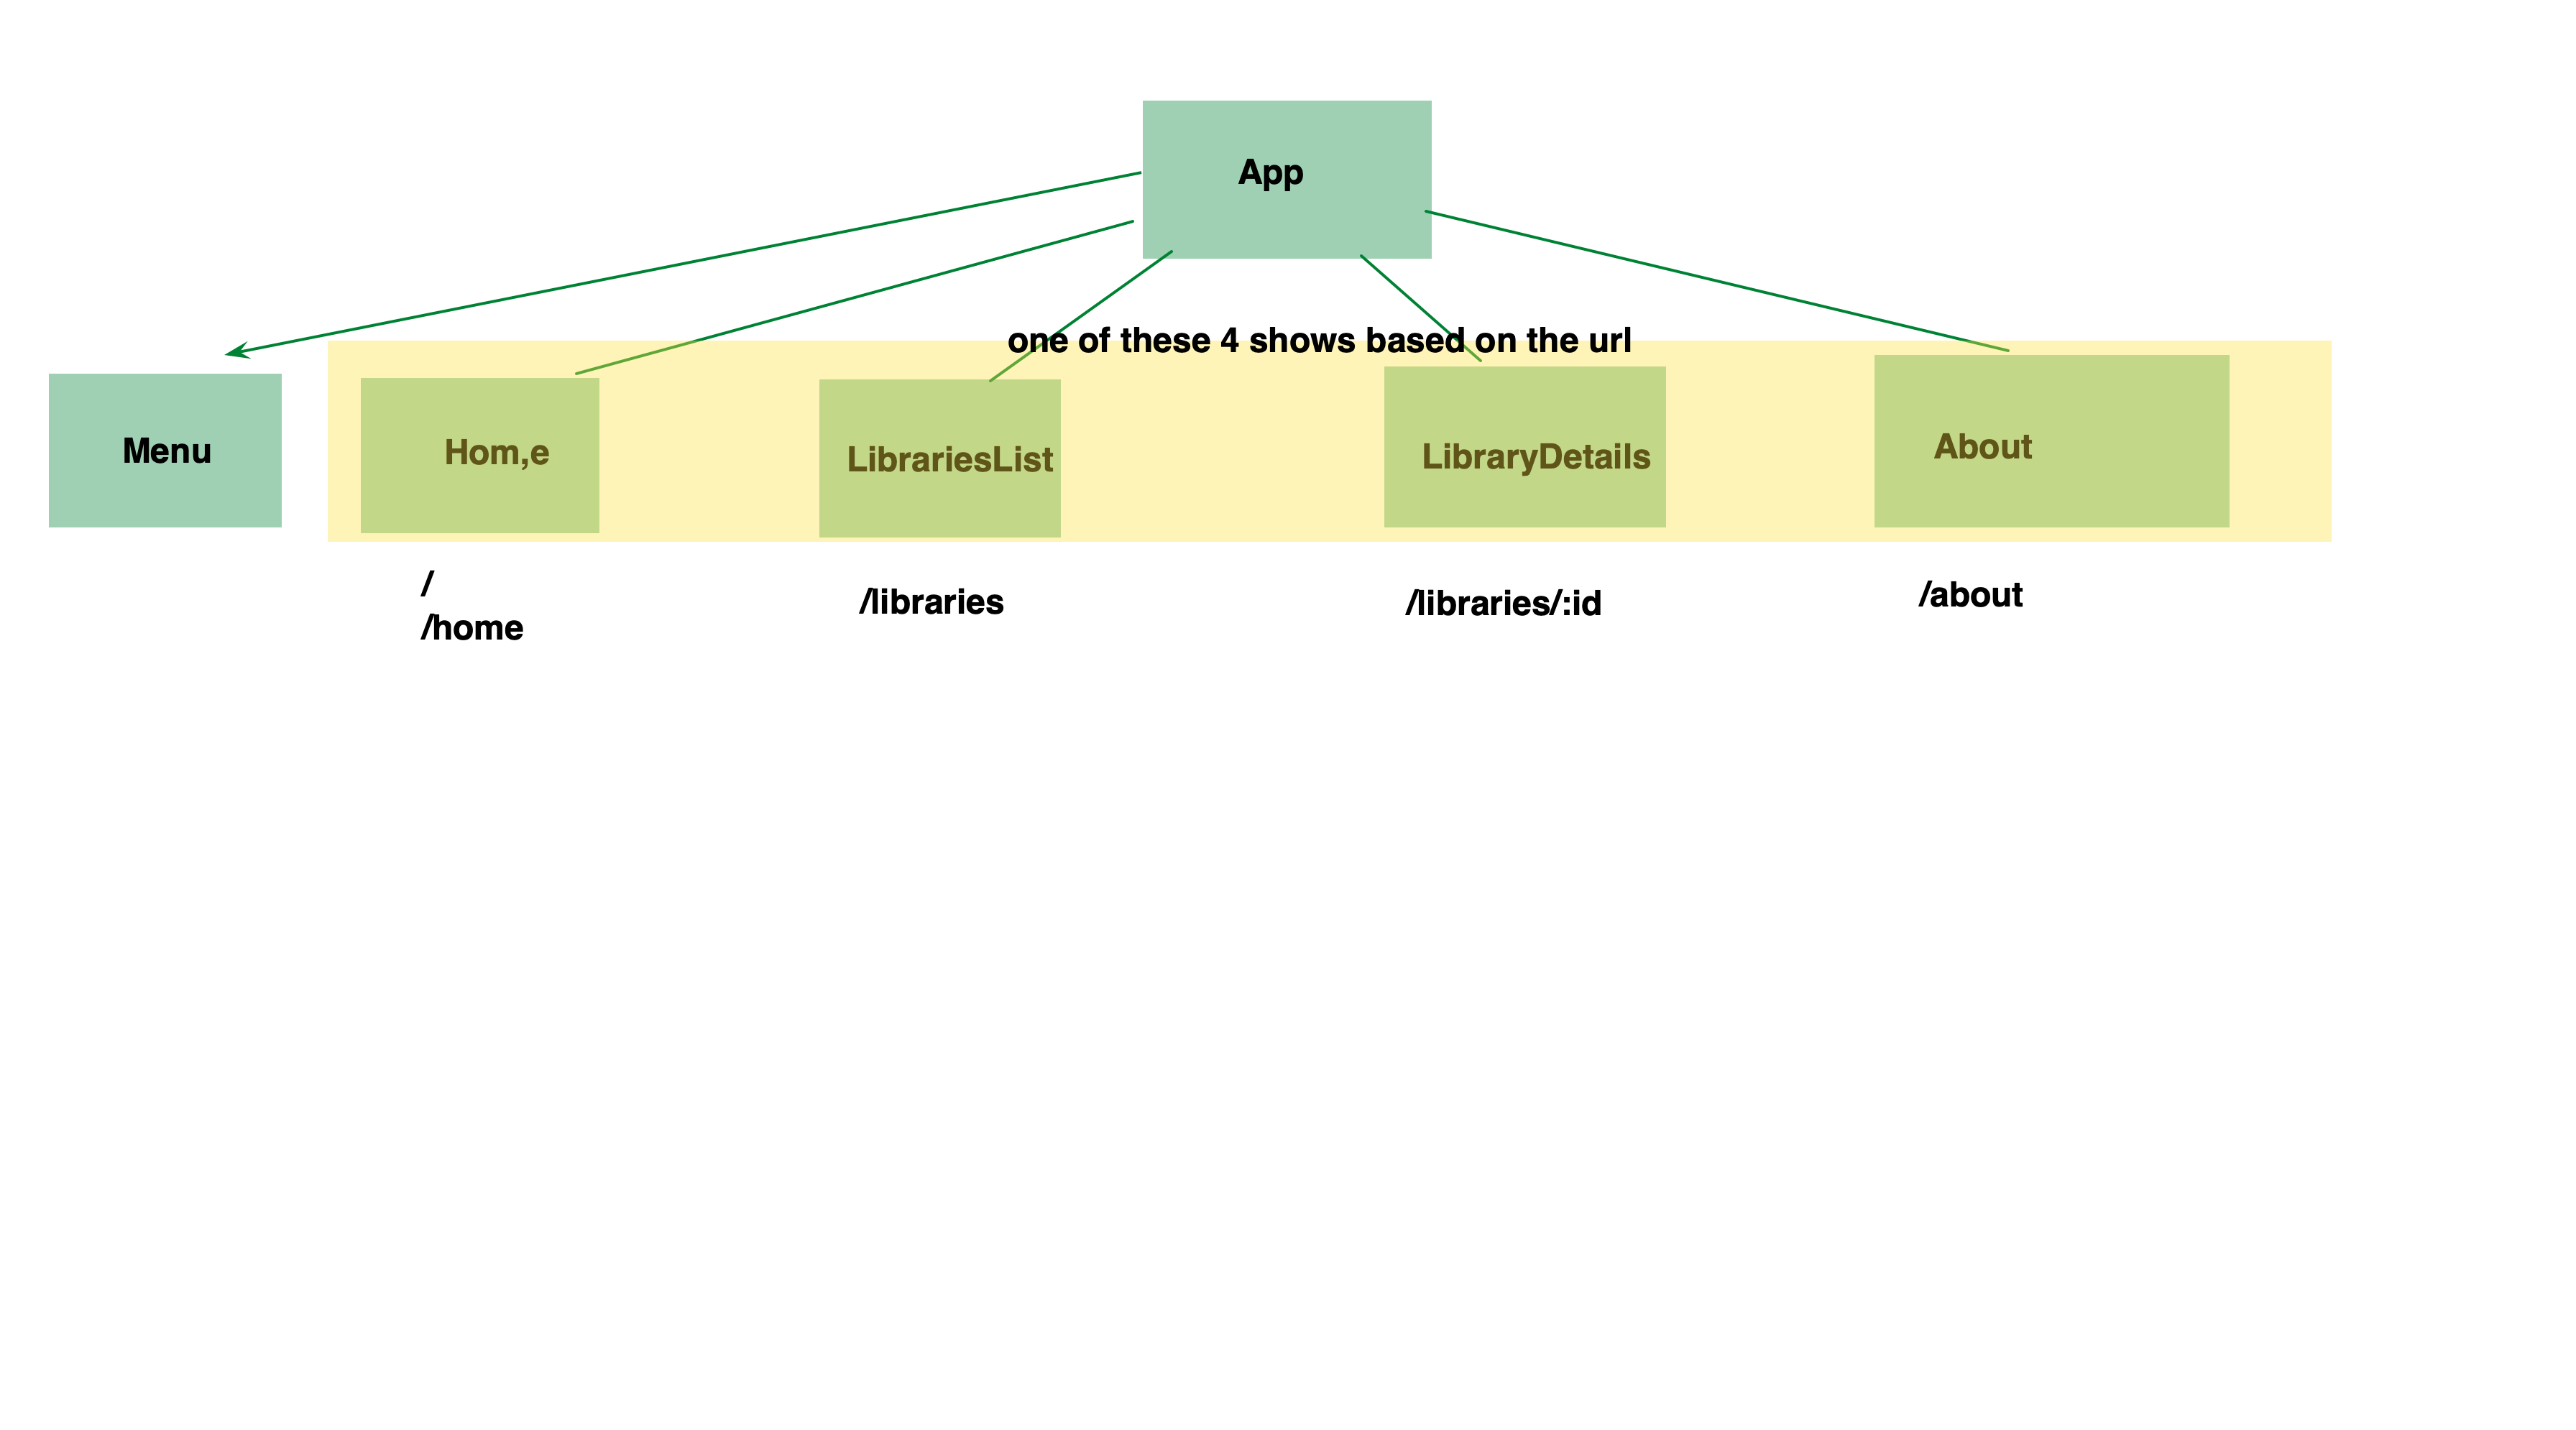 App
one of these 4 shows based on the url
Menu
Hom,e
LibrariesList
LibraryDetails
About
/
/home
/libraries
/libraries/:id
/about